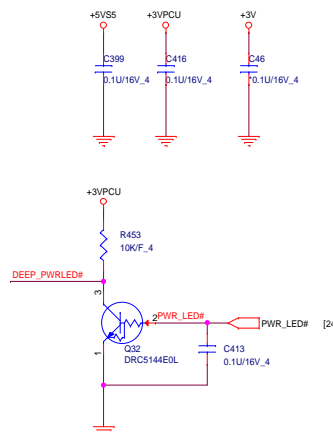 +5VS5
+3VPCU
+3V
C399
0.1U/16V_4
C416
0.1U/16V_4
C46
*0.1U/16V_4
+3VPCU
R453
10K/F_4
DEEP_PWRLED#
3
2
PWR_LED#
PWR_LED#
[24
1
Q32
DRC5144E0L
C413
0.1U/16V_4